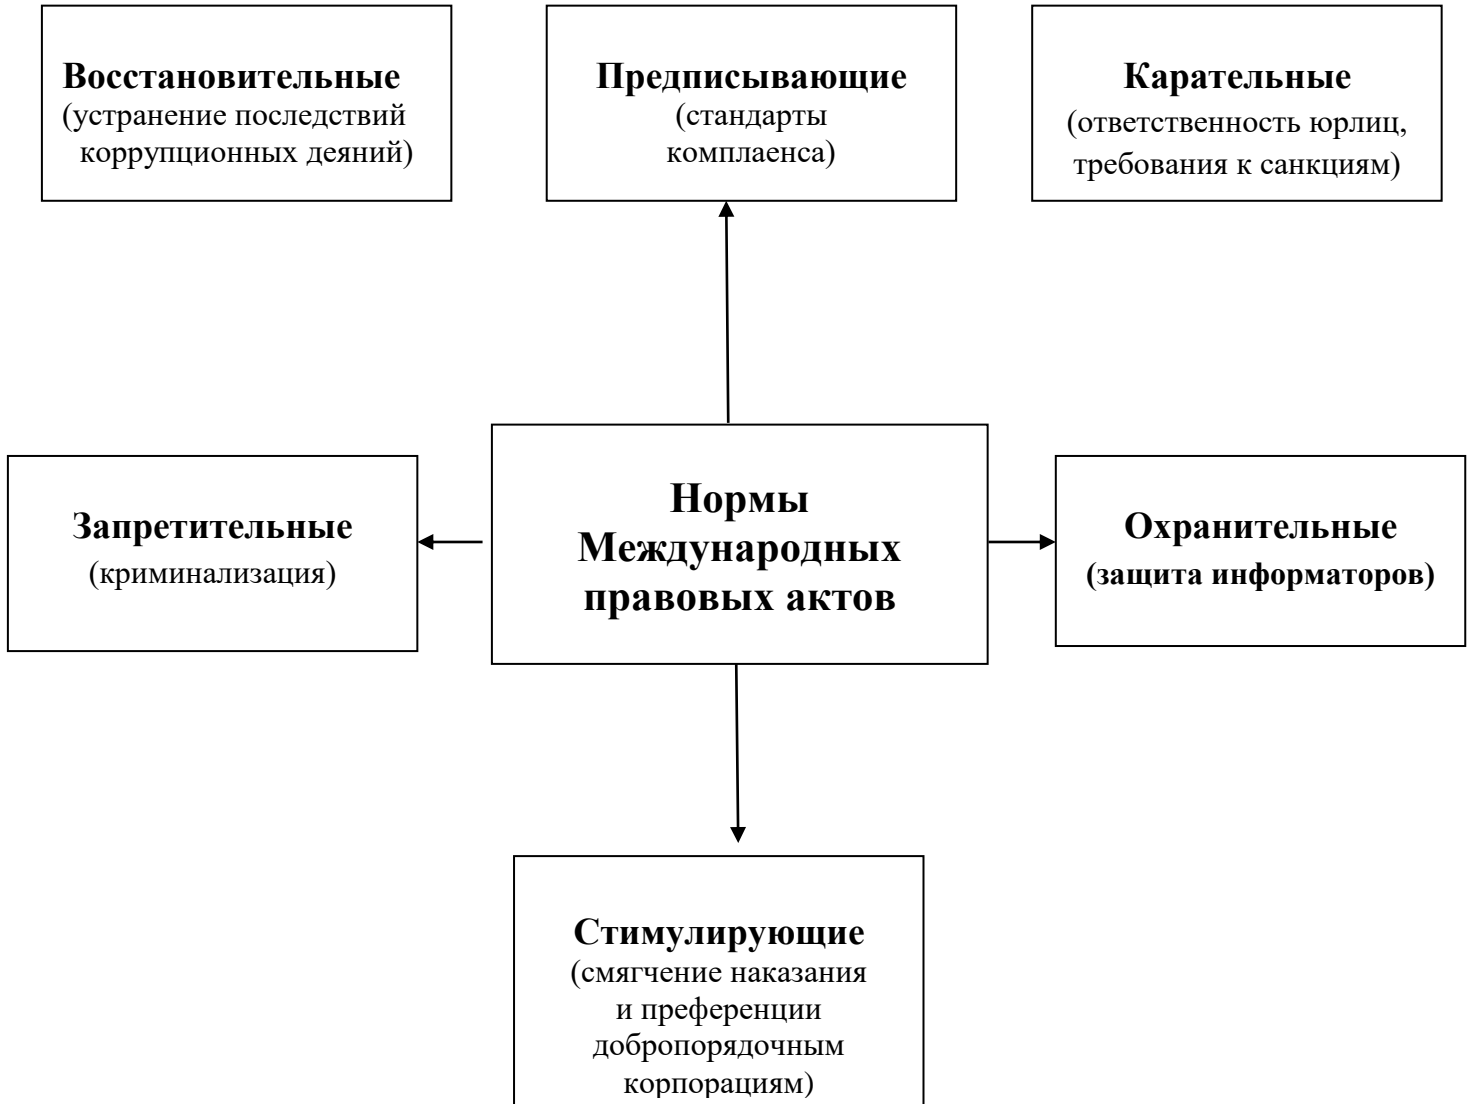 Восстановительные
(устранение последствий
коррупционных деяний)
Предписывающие
(стандарты
комплаенса)
Карательные
(ответственность юрлиц,
требования к санкциям)
Запретительные
(криминализация)
Нормы
Международных
правовых актов
Охранительные
(защита информаторов)
Стимулирующие
(смягчение наказания
и преференции
добропорядочным
корпорациям)